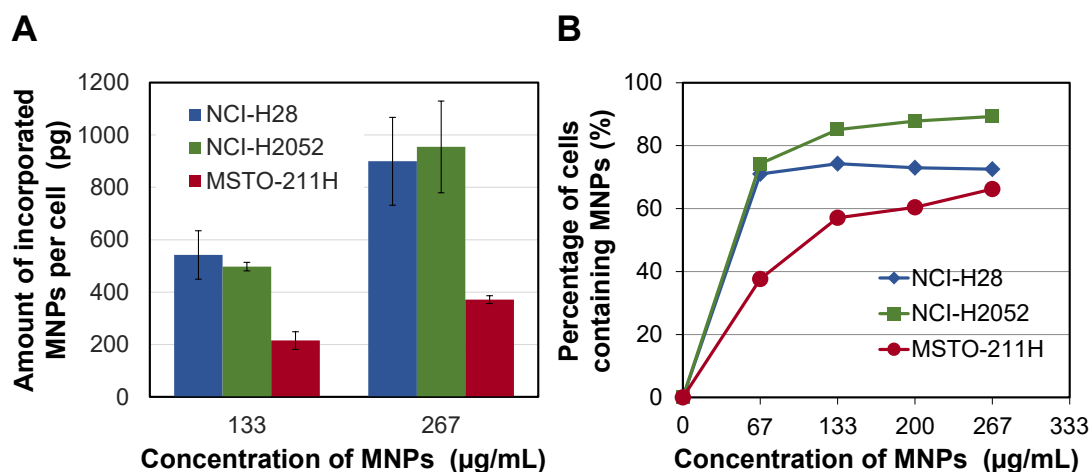 A
Amount of incorporated
MNPs per cell (pg)
1200
1000
800
600
400
200
0
NCI-H28
NCI-H2052
MSTO-211H
133
267
Concentration of MNPs (µg/mL)
B
Percentage of cells
containing MNPs (%)
100
80
60
40
20
0
NCI-H28
NCI-H2052
MSTO-211H
0
67
133
200
267
333
Concentration of MNPs (µg/mL)